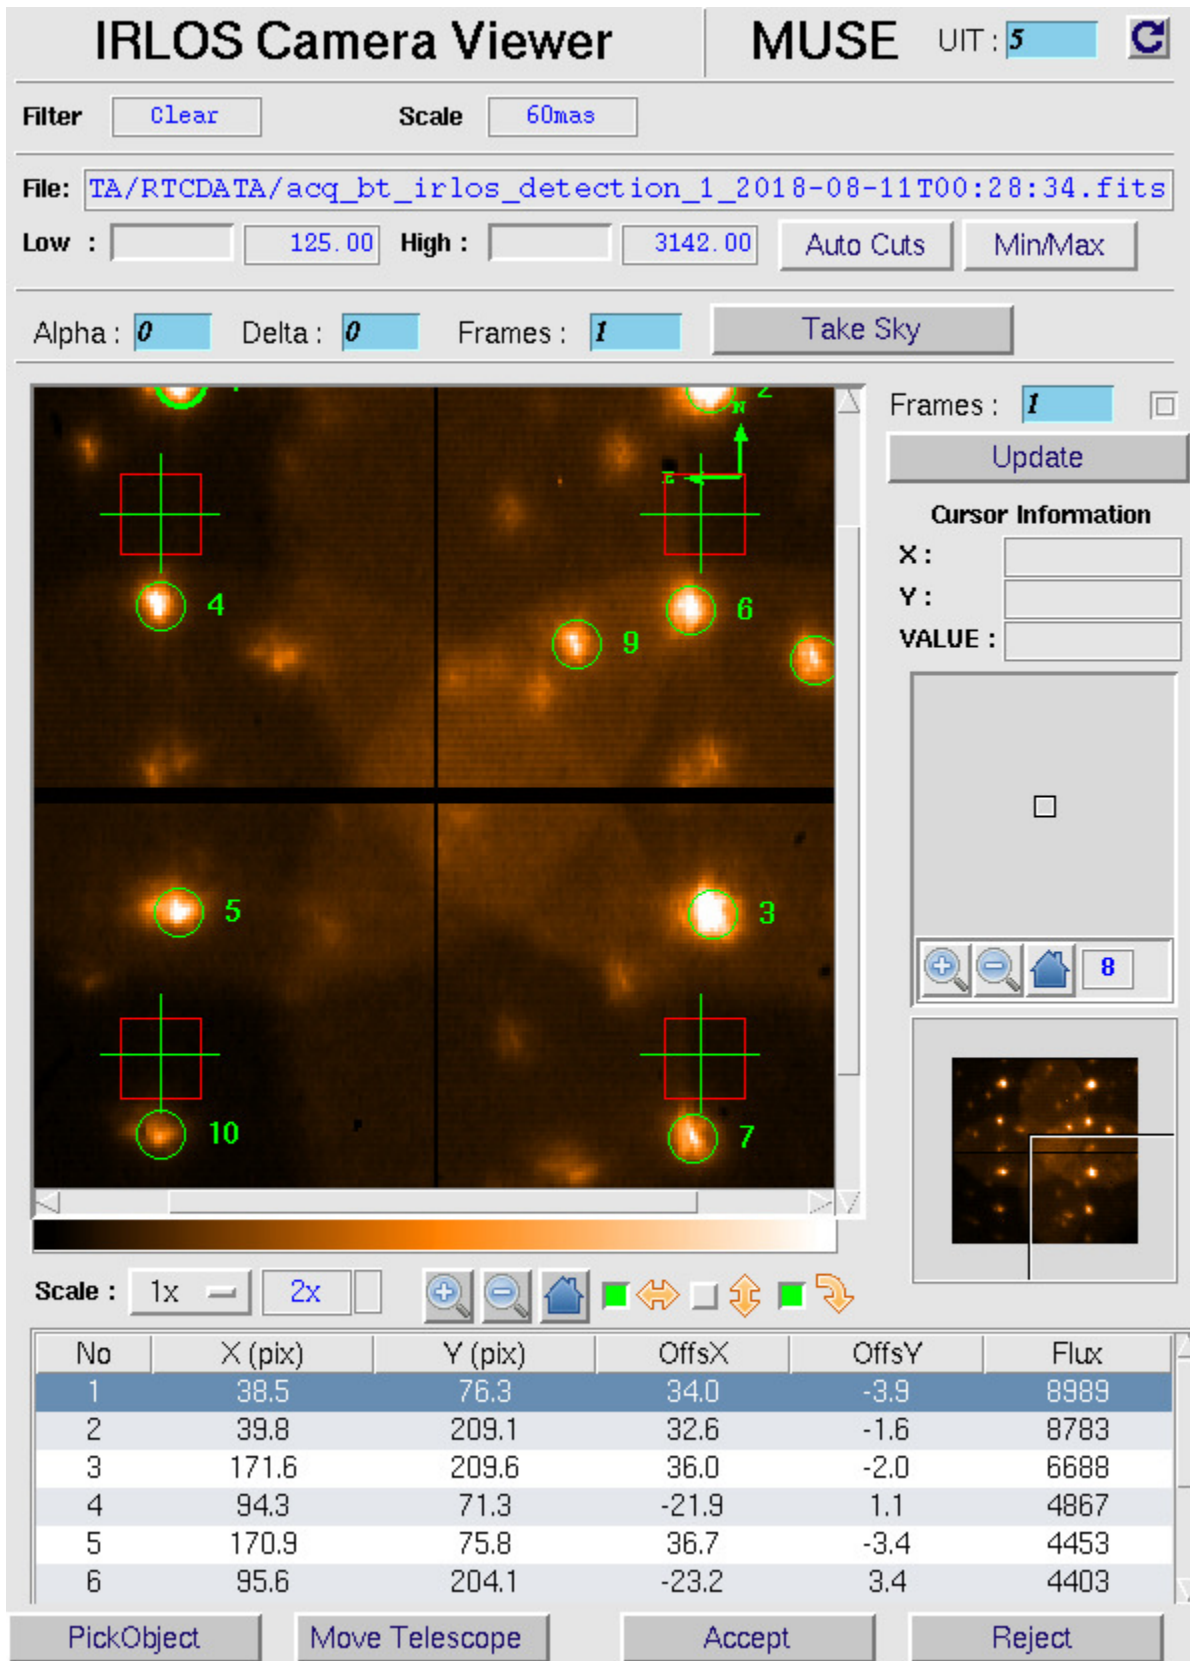 IRLOS Camera Viewer MUSE UIT : 5
Filter Clear Scale 60mas
File: TA/RTCDATA/acq_bt_irlos_detection_1_2018-08-11T00:28:34.fits
Low : 125.00 High : 3142.00 Auto Cuts Min/Max
Alpha : 0 Delta : 0 Frames : 1 Take Sky
Frames : 1
Update
Cursor Information
X :
Y :
VALUE :
8
2
N
E
4
6
9
5
3
10
7
Scale : 1x 2x
No X (pix) Y (pix) OffsX OffsY Flux
1 38.5 76.3 34.0 -3.9 8989
2 39.8 209.1 32.6 -1.6 8783
3 171.6 209.6 36.0 -2.0 6688
4 94.3 71.3 -21.9 1.1 4867
5 170.9 75.8 36.7 -3.4 4453
6 95.6 204.1 -23.2 3.4 4403
PickObject Move Telescope Accept Reject